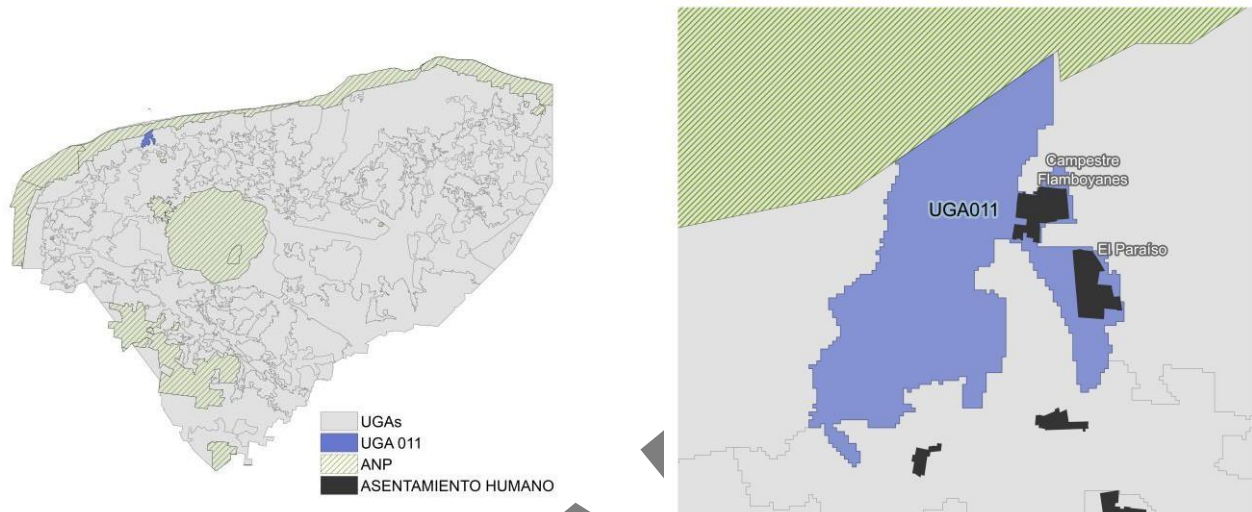 UGAs
UGA 011
ANP
ASENTAMIENTO HUMANO
Campestre
Flamboyanes
UGA011
El Paraíso